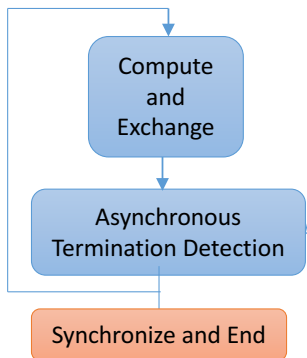 Compute
and
Exchange
Asynchronous
Termination Detection
Synchronize and End